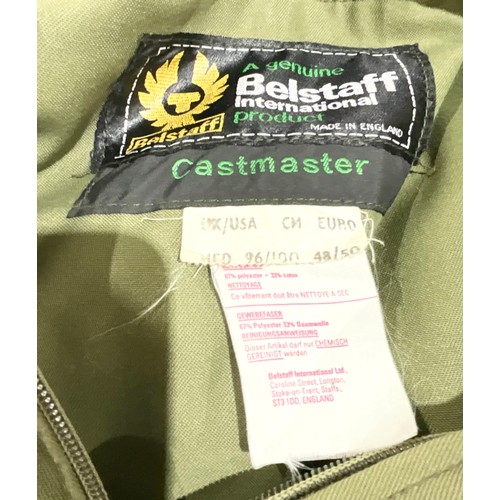 A genuine
Belstaff
International
product
MADE IN ENGLAND
Belstaff
Castmaster
UK/USA CM EURO
MED 96/100 48/50
67% polyester + 33% coton
NETTOYAGE
Ce vêtement doit être NETTOYE A SEC
GEWEBEFASER
67% Polyester 33% Baumwolle
REINIGUNGSANWEISUNG
Dieser Artikel darf nur CHEMISCH
GEREINIGT werden
Belstaff International Ltd.,
Caroline Street, Longton,
Stoke-on-Trent, Staffs.,
ST3 1DD, ENGLAND